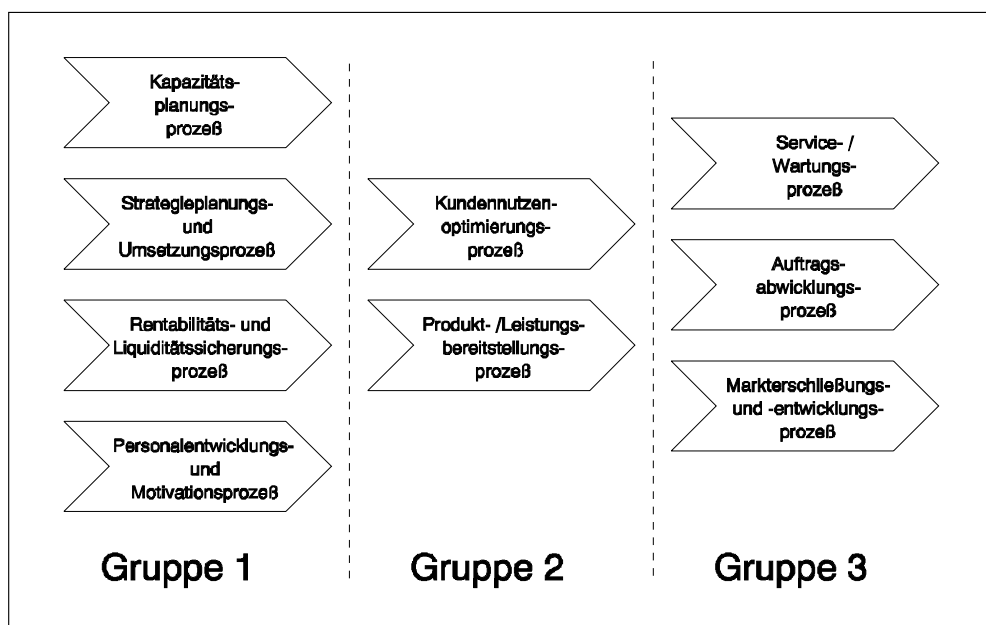 Kapazitäts-
planungs-
prozeß
Strategieplanungs-
und
Umsetzungsprozeß
Rentabilitäts- und
Liquiditätssicherungs-
prozeß
Personalentwicklungs-
und
Motivationsprozeß
Gruppe 1
Kundennutzen-
optimierungs-
prozeß
Produkt- /Leistungs-
bereitstellungs-
prozeß
Gruppe 2
Service- /
Wartungs-
prozeß
Auftrags-
abwicklungs-
prozeß
Markterschließungs-
und -entwicklungs-
prozeß
Gruppe 3